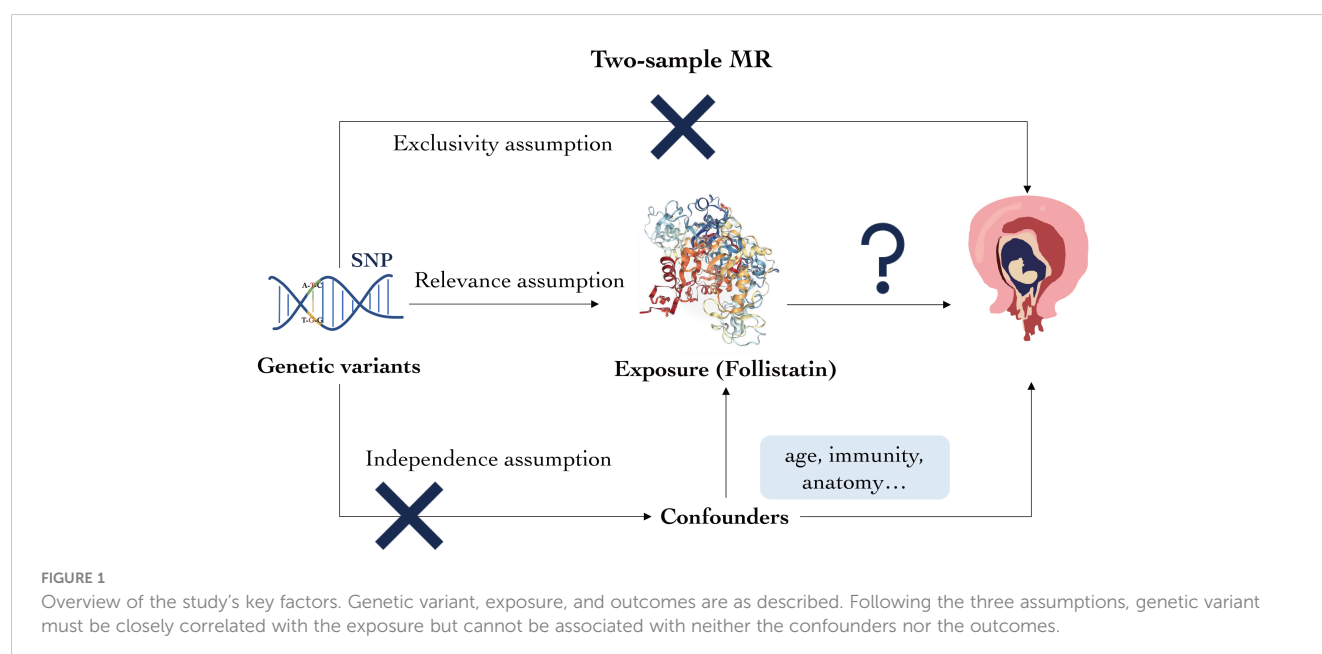 Two-sample MR
Exclusivity assumption
SNP
Relevance assumption
Genetic variants
Exposure (Follistatin)
Independence assumption
age, immunity,
anatomy…
Confounders
FIGURE 1
Overview of the study's key factors. Genetic variant, exposure, and outcomes are as described. Following the three assumptions, genetic variant
must be closely correlated with the exposure but cannot be associated with neither the confounders nor the outcomes.